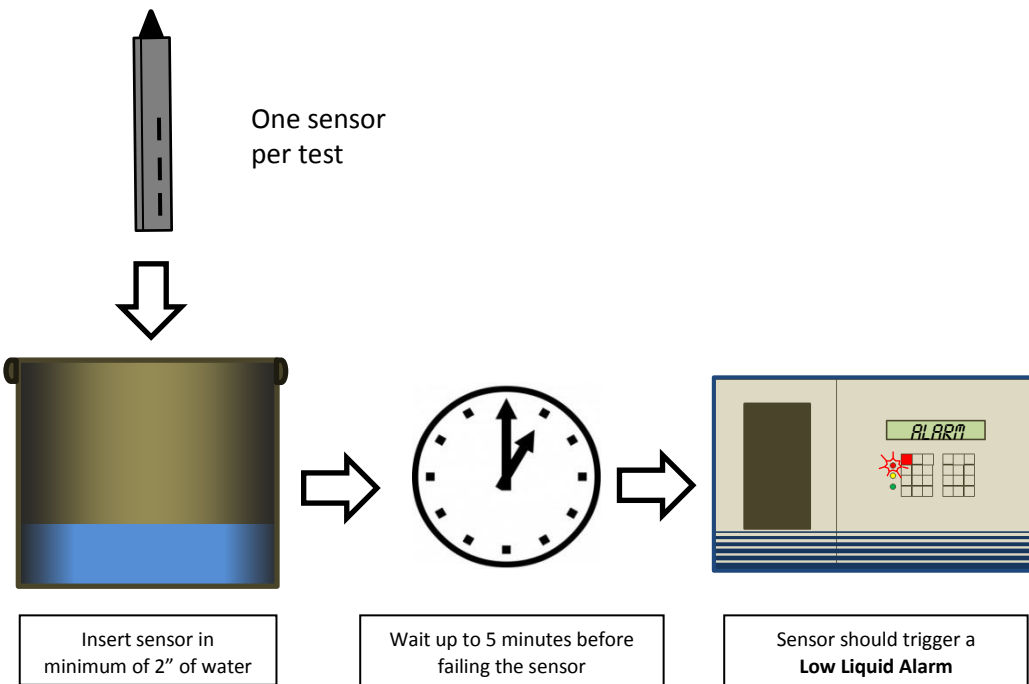 One sensor
per test
ALARM
Insert sensor in
minimum of 2” of water
Wait up to 5 minutes before
failing the sensor
Sensor should trigger a
Low Liquid Alarm